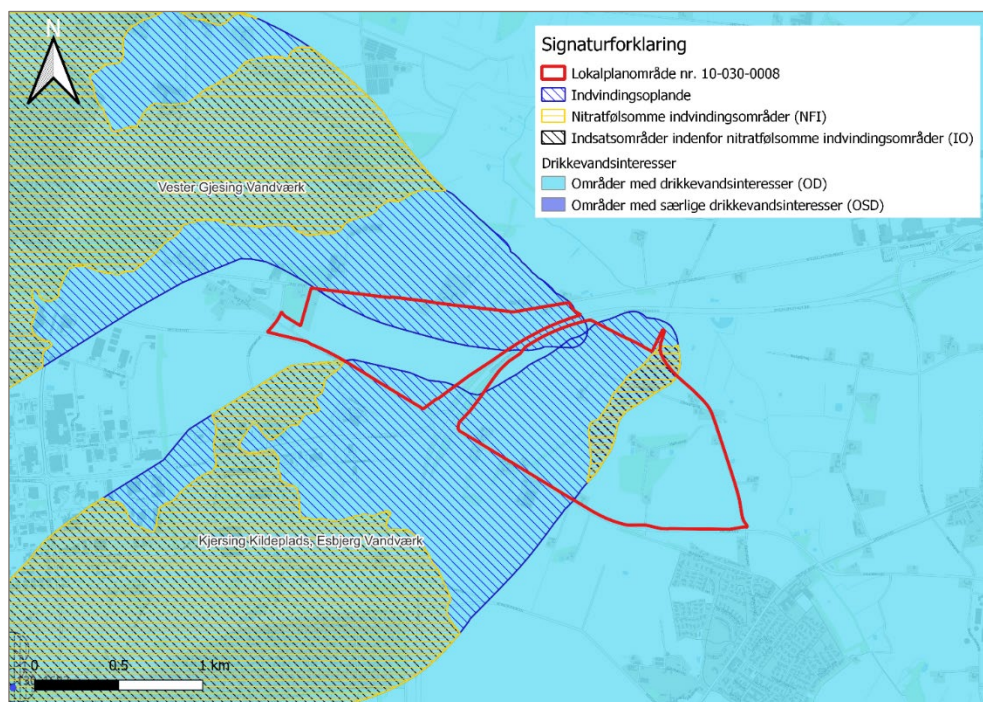 N
Signaturforklaring
Lokalplanområde nr. 10-030-0008
Indvindingsoplande
Nitratfølsomme indvindingsområder (NFI)
Indsatsområder indenfor nitratfølsomme indvindingsområder (IO)
Drikkevandsinteresser
Områder med drikkevandsinteresser (OD)
Områder med særlige drikkevandsinteresser (OSD)
Vester Gjesing Vandværk
Kjersing Kildeplads, Esbjerg Vandværk
0 0,5 1 km